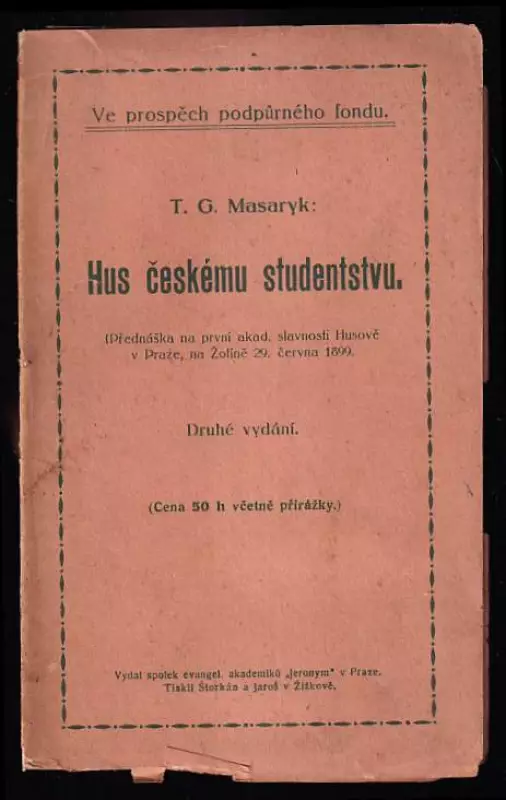 Ve prospěch podpůrného fondu.
T. G. Masaryk:
Hus českému studentstvu.
(Přednáška na první akad. slavnosti Husově
v Praze, na Žofíně 29. června 1899.
Druhé vydání.
(Cena 50 h včetně přirážky.)
Vydal spolek evangel. akademiků „Jeronym" v Praze.
Tiskli Štorkán a Jaroš v Žižkově.